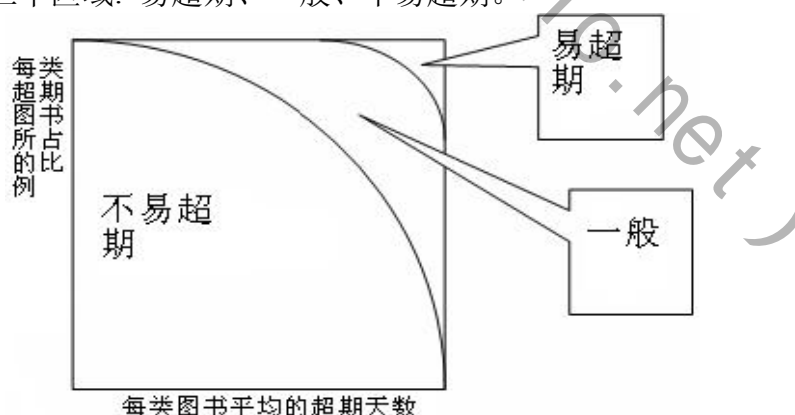 三个区域：易超期、一般、不易超期。
易超
期
每类
超期
图书
所占
的比
例
不易超
期
一般
每类图书平均的超期天数
c.net)